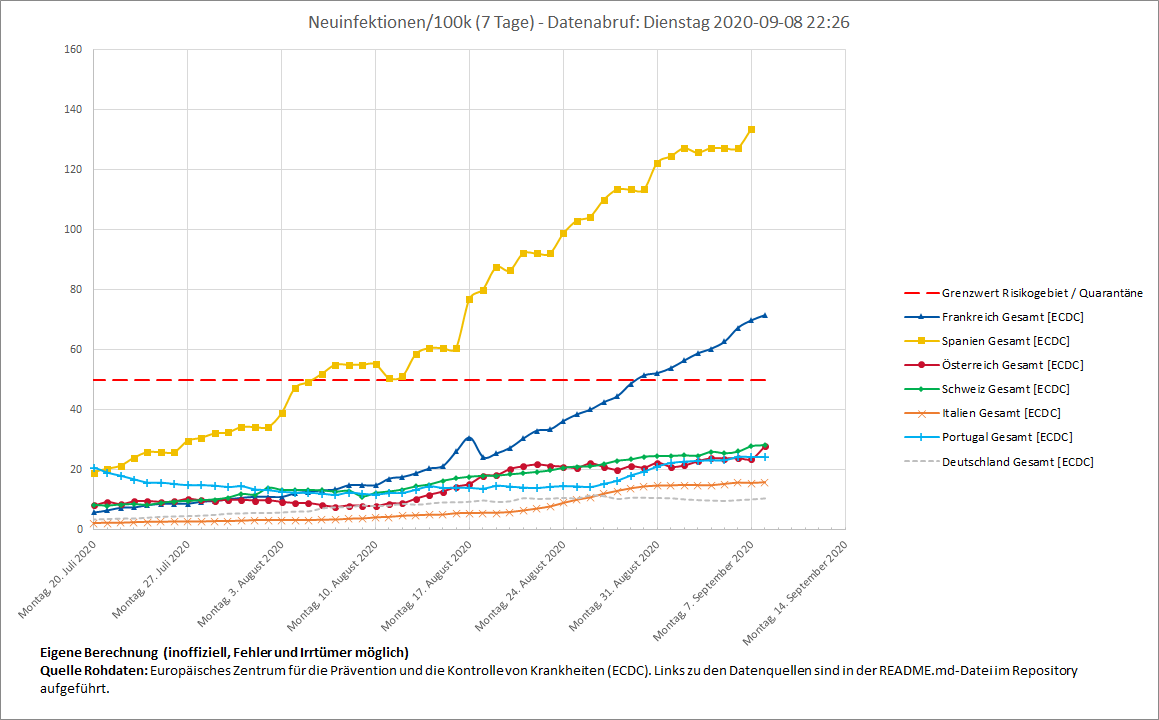 Neuinfektionen/100k (7 Tage) - Datenabruf: Dienstag 2020-09-08 22:26
160
140
120
100
80
60
40
20
0
Montag, 20. Juli 2020
Montag, 27. Juli 2020
Montag, 3. August 2020
Montag, 10. August 2020
Montag, 17. August 2020
Montag, 24. August 2020
Montag, 31. August 2020
Montag, 7. September 2020
Montag, 14. September 2020
Grenzwert Risikogebiet / Quarantäne
Frankreich Gesamt [ECDC]
Spanien Gesamt [ECDC]
Österreich Gesamt [ECDC]
Schweiz Gesamt [ECDC]
Italien Gesamt [ECDC]
Portugal Gesamt [ECDC]
Deutschland Gesamt [ECDC]
Eigene Berechnung (inoffiziell, Fehler und Irrtümer möglich)
Quelle Rohdaten: Europäisches Zentrum für die Prävention und die Kontrolle von Krankheiten (ECDC). Links zu den Datenquellen sind in der README.md-Datei im Repository
aufgeführt.